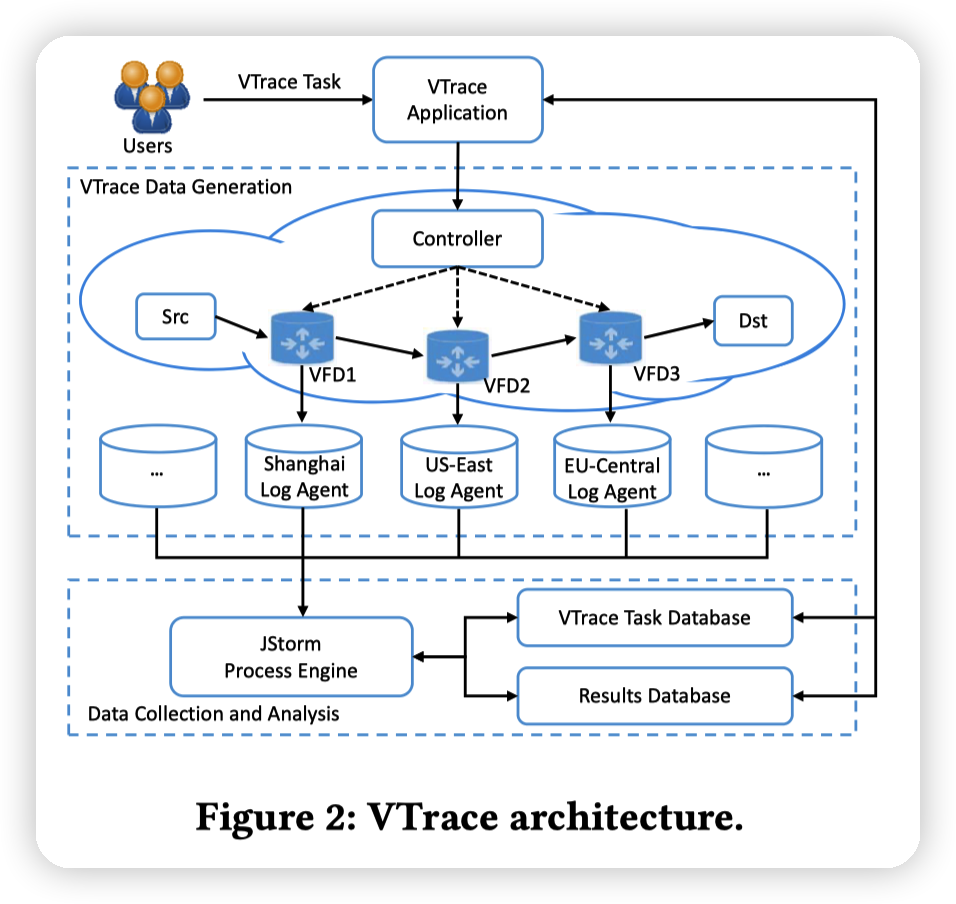 VTrace Task
VTrace
Application
Users
VTrace Data Generation
Controller
Src
Dst
VFD1
VFD2
VFD3
...
Shanghai
Log Agent
US-East
Log Agent
EU-Central
Log Agent
...
JStorm
Process Engine
VTrace Task Database
Results Database
Data Collection and Analysis
Figure 2: VTrace architecture.